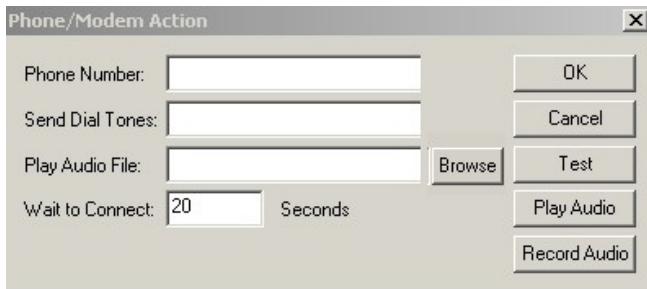 Phone/Modem Action
Phone Number: OK
Send Dial Tones: Cancel
Play Audio File: Browse Test
Wait to Connect: 20 Seconds Play Audio
Record Audio